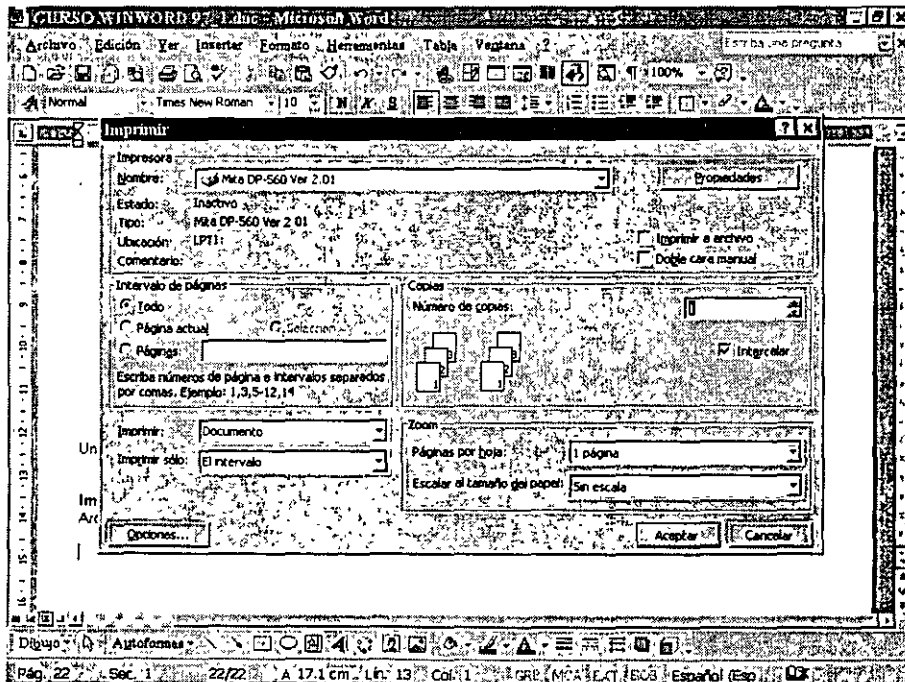 CURSO WINWORD 97_1.doc - Microsoft Word
Archivo Edición Ver Insertar Formato Herramientas Tabla Ventana ? Escriba una pregunta
100%
Normal Times New Roman 10 N K S
Imprimir
Impresora
Nombre: Mita DP-560 Ver 2.01 Propiedades
Estado: Inactivo
Tipo: Mita DP-560 Ver 2 01
Ubicación: LPT1: Imprimir a archivo
Comentario: Doble cara manual
Intervalo de páginas Copias
Todo Número de copias: 1
Página actual Selección
Páginas: Intercalar
Escriba números de página e intervalos separados
por comas. Ejemplo: 1,3,5-12,14
Imprimir: Documento Zoom
Páginas por hoja: 1 página
Imprimir sólo: El intervalo
Escalar al tamaño del papel: Sin escala
Un
Im
Opciones... Aceptar Cancelar
Dibujo Autoformas
Pág. 22 Sec. 1 22/22 A 17.1 cm Lín. 13 Col. 1 GRB MCA EXT SOB Español (Esp